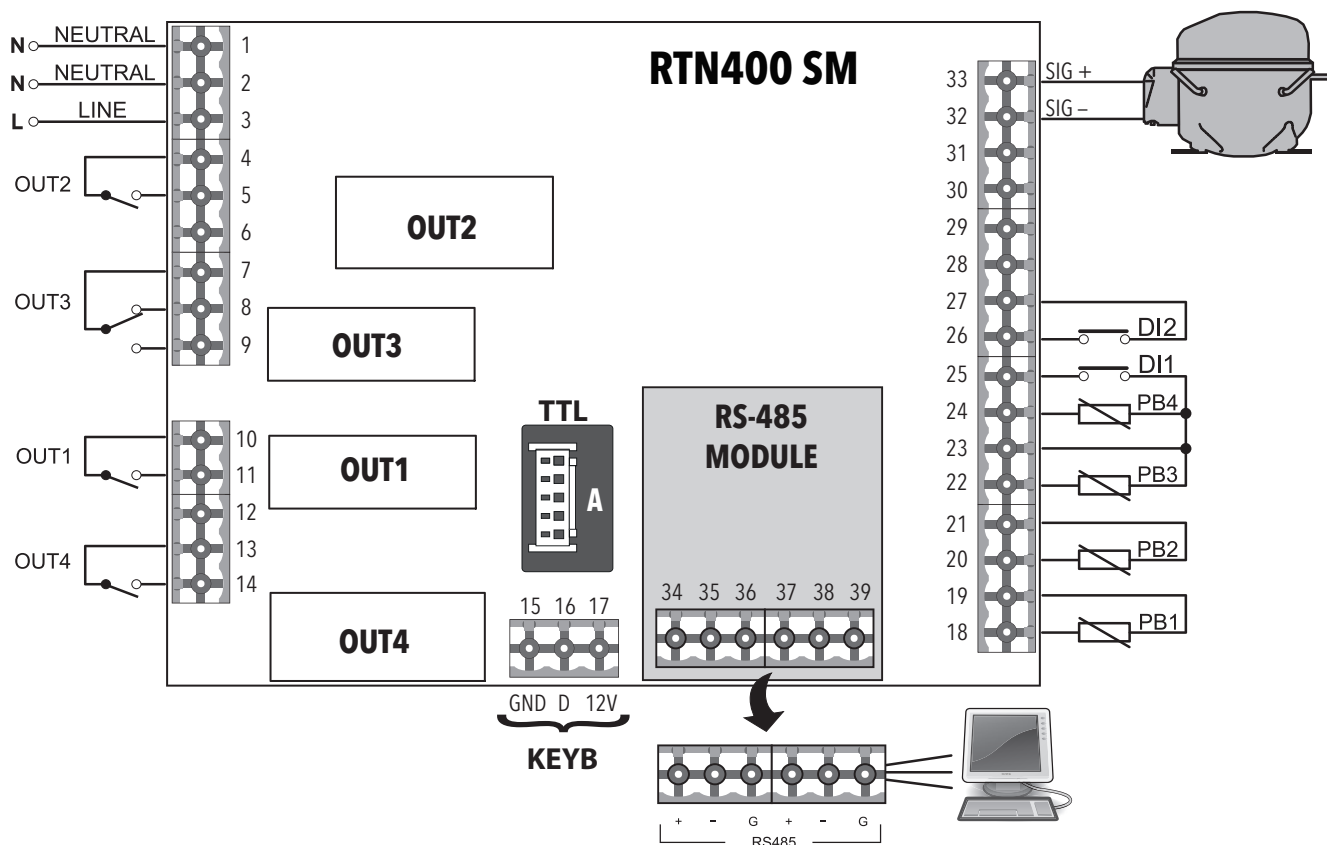 RTN400 SM
N NEUTRAL 1
N NEUTRAL 2
L LINE 3
4
OUT2 5
6
7
OUT3 8
9
10
OUT1 11
12
13
OUT4 14
OUT2
OUT3
OUT1
OUT4
TTL
A
15 16 17
GND D 12V
KEYB
RS-485
MODULE
34 35 36 37 38 39
33 SIG +
32 SIG –
31
30
29
28
27
26 DI2
25 DI1
24 PB4
23
22 PB3
21
20 PB2
19
18 PB1
+ - G + - G
RS485